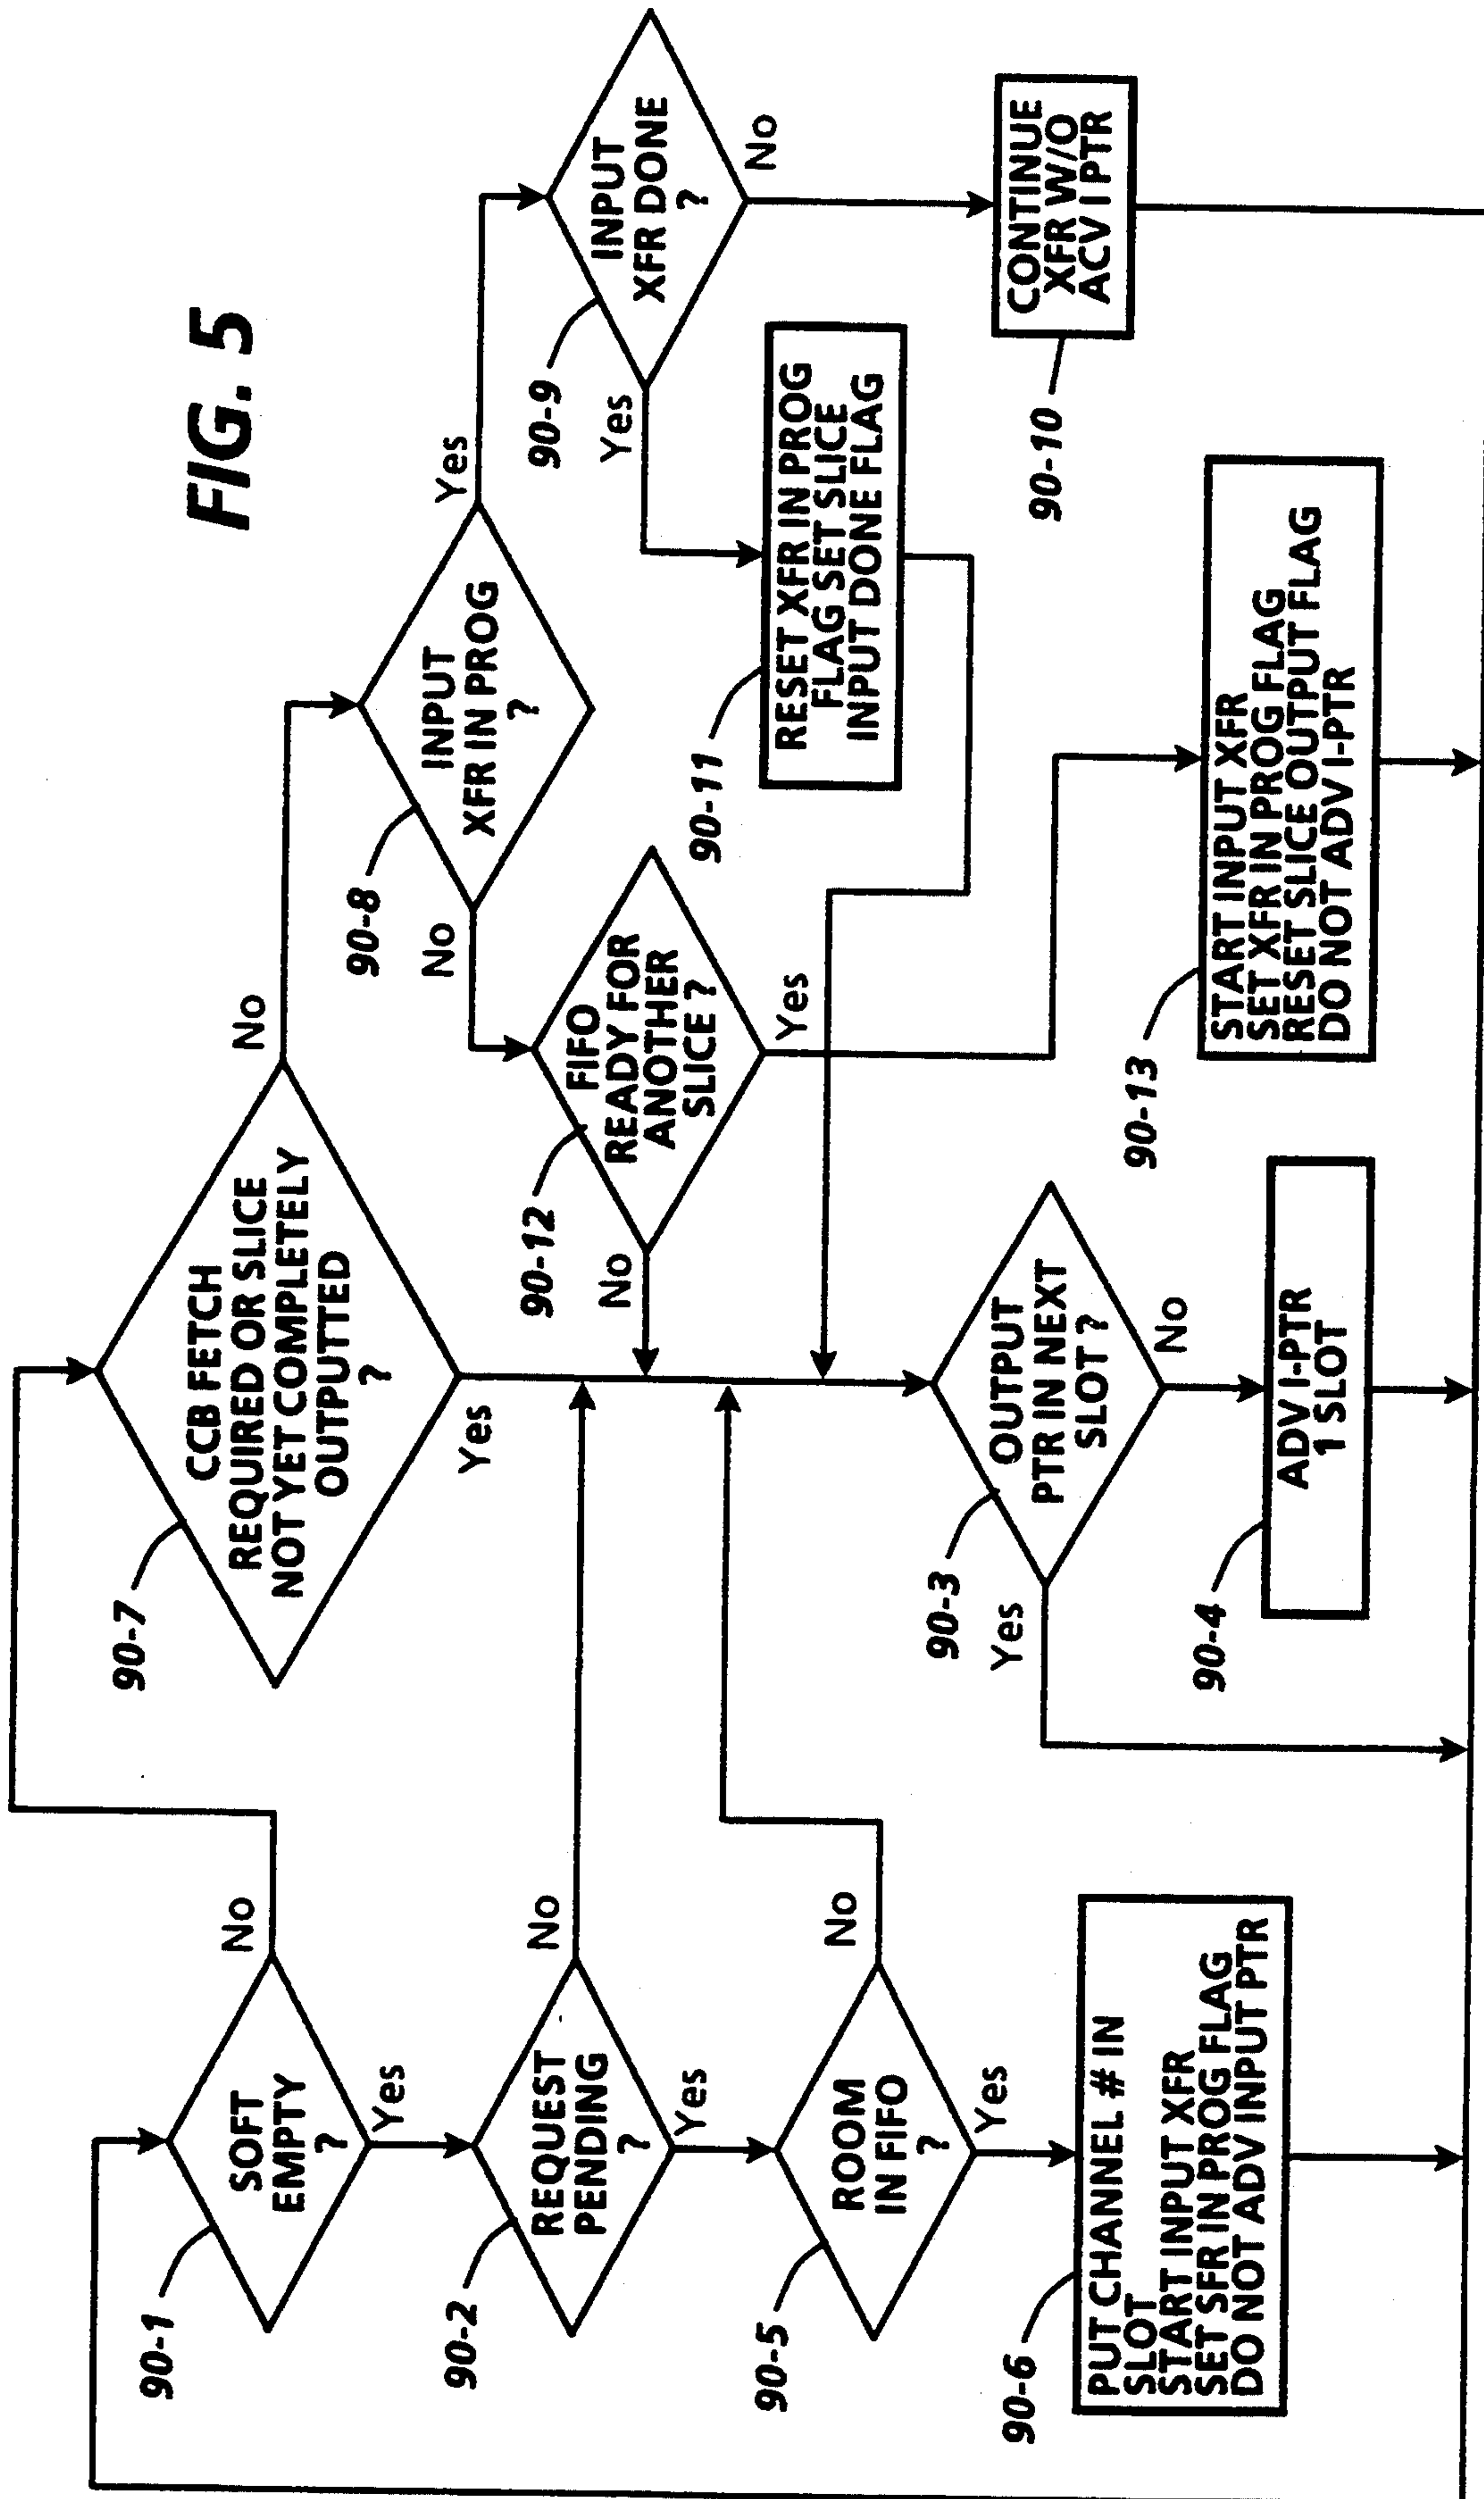 FIG. 5
90-1
SOFT
EMPTY
?
No
Yes
90-2
REQUEST
PENDING
?
No
Yes
90-5
ROOM
IN FIFO
?
No
Yes
90-6
PUT CHANNEL # IN
SLOT
START INPUT XFR
SET SFR IN PROG FLAG
DO NOT ADV INPUT PTR
90-7
CCB FETCH
REQUIRED OR SLICE
NOT YET COMPLETELY
OUTPUTTED
?
No
Yes
90-8
INPUT
XFR IN PROG
?
Yes
No
90-12
FIFO
READY FOR
ANOTHER
SLICE ?
No
Yes
90-3
OUTPUT
PTR IN NEXT
SLOT ?
Yes
No
90-4
ADV I-PTR
1 SLOT
90-9
INPUT
XFR DONE
?
Yes
No
90-11
RESET XFR IN PROG
FLAG SET SLICE
INPUT DONE FLAG
90-10
CONTINUE
XFR W/O
ACV I PTR
90-13
START INPUT XFR
SET XFR IN PROG FLAG
RESET SLICE OUTPUT FLAG
DO NOT ADV I-PTR